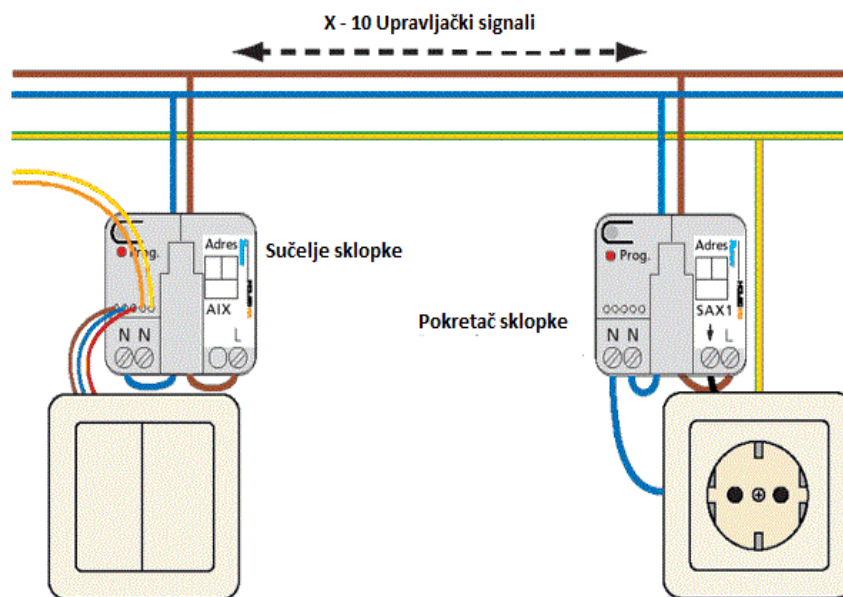 X - 10 Upravljački signali
Sučelje sklopke
Adres
Prog.
AIX
N N L
Pokretač sklopke
Adres
Prog.
SAX1
N N L